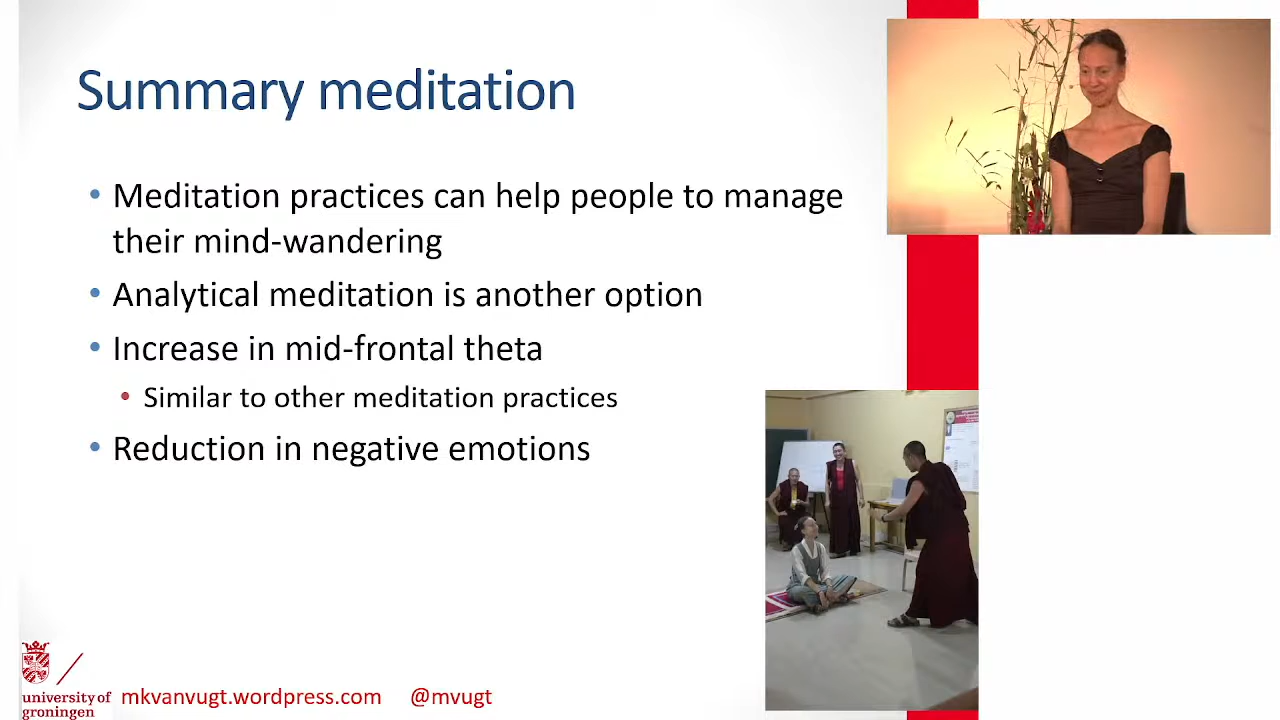 Summary meditation
• Meditation practices can help people to manage
their mind-wandering
• Analytical meditation is another option
• Increase in mid-frontal theta
• Similar to other meditation practices
• Reduction in negative emotions
university of
groningen
mkvanvugt.wordpress.com @mvugt